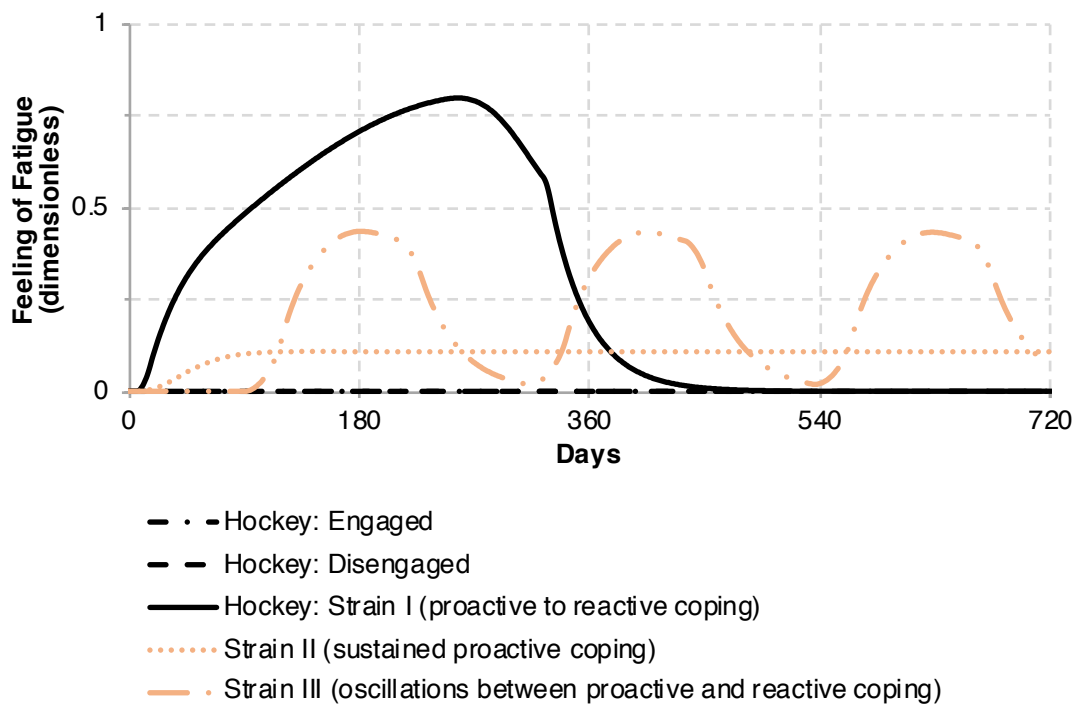 1
Feeling of Fatigue
(dimensionless)
0.5
0
0 180 360 540 720
Days
Hockey: Engaged
Hockey: Disengaged
Hockey: Strain I (proactive to reactive coping)
Strain II (sustained proactive coping)
Strain III (oscillations between proactive and reactive coping)